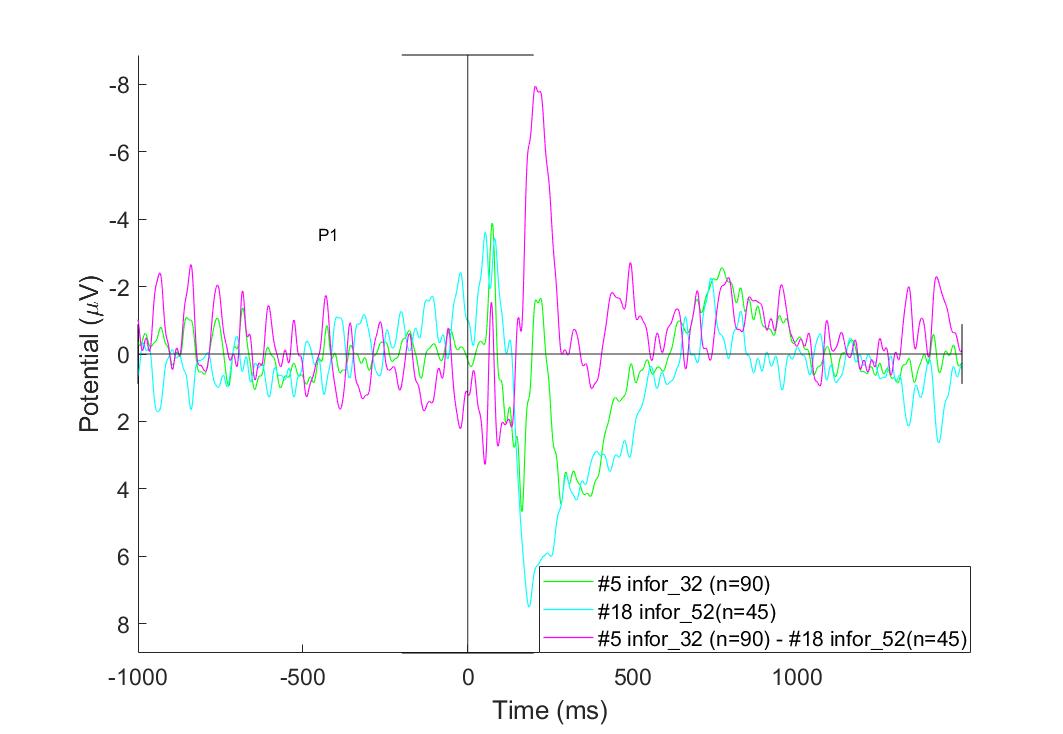 -8
-6
-4
-2
0
2
4
6
8
Potential (μV)
P1
-1000 -500 0 500 1000
Time (ms)
#5 infor_32 (n=90)
#18 infor_52(n=45)
#5 infor_32 (n=90) - #18 infor_52(n=45)